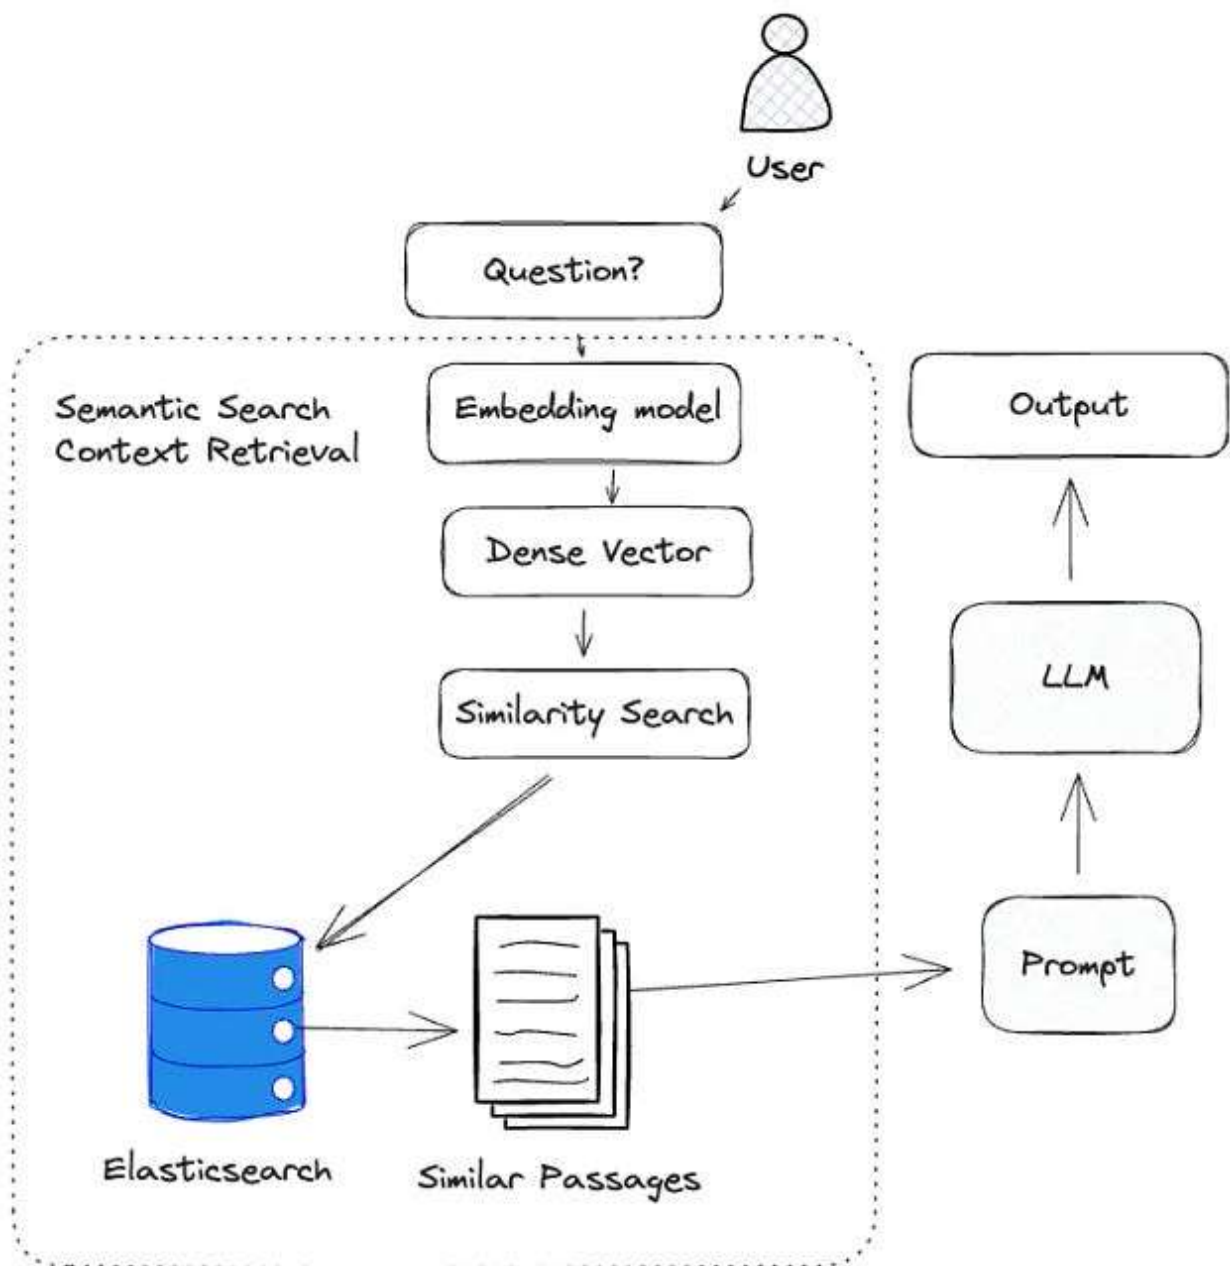 User
Question?
Semantic Search
Context Retrieval
Embedding model
Dense Vector
Similarity Search
Elasticsearch
Similar Passages
Prompt
LLM
Output